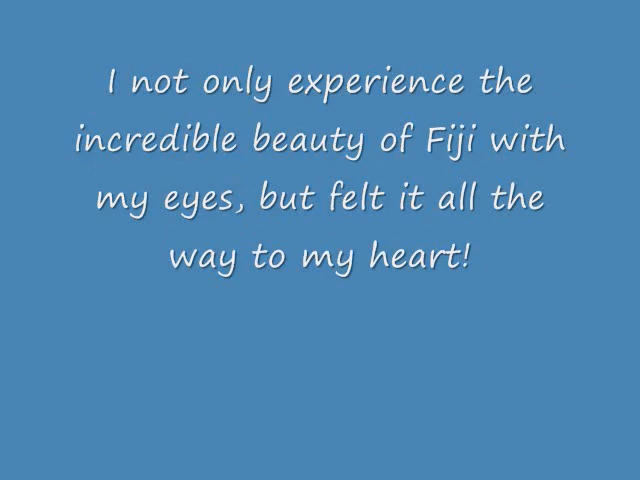 I not only experience the
incredible beauty of Fiji with
my eyes, but felt it all the
way to my heart!